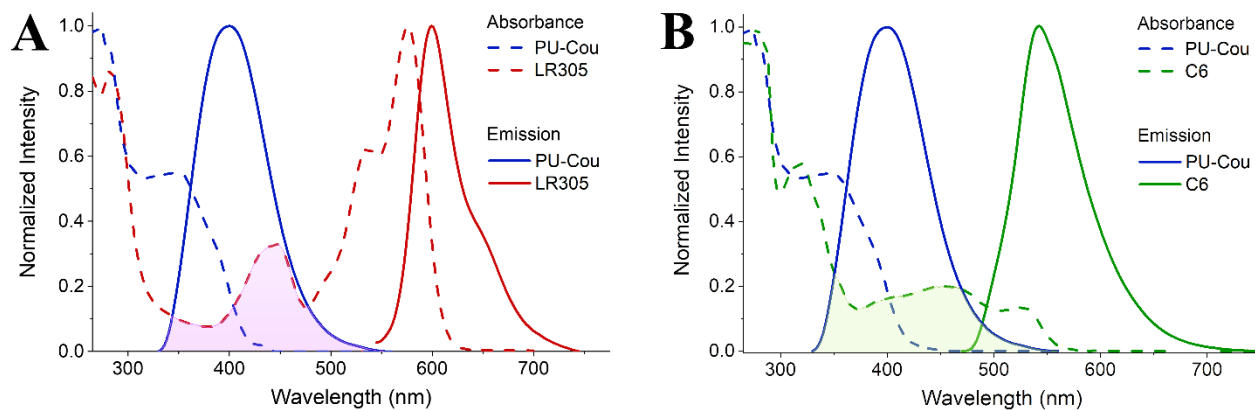 A
Normalized Intensity
1.0
0.8
0.6
0.4
0.2
0.0
300
400
500
600
700
Wavelength (nm)
Absorbance
PU-Cou
LR305
Emission
PU-Cou
LR305
B
Normalized Intensity
1.0
0.8
0.6
0.4
0.2
0.0
300
400
500
600
700
Wavelength (nm)
Absorbance
PU-Cou
C6
Emission
PU-Cou
C6